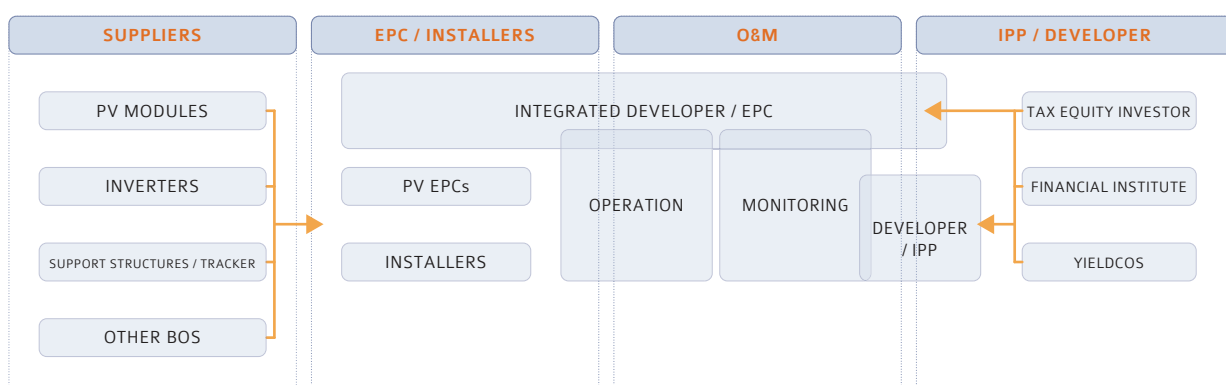 SUPPLIERS
EPC / INSTALLERS
O&M
IPP / DEVELOPER
PV MODULES
INVERTERS
SUPPORT STRUCTURES / TRACKER
OTHER BOS
INTEGRATED DEVELOPER / EPC
PV EPCs
INSTALLERS
OPERATION
MONITORING
DEVELOPER
/ IPP
TAX EQUITY INVESTOR
FINANCIAL INSTITUTE
YIELDCOS